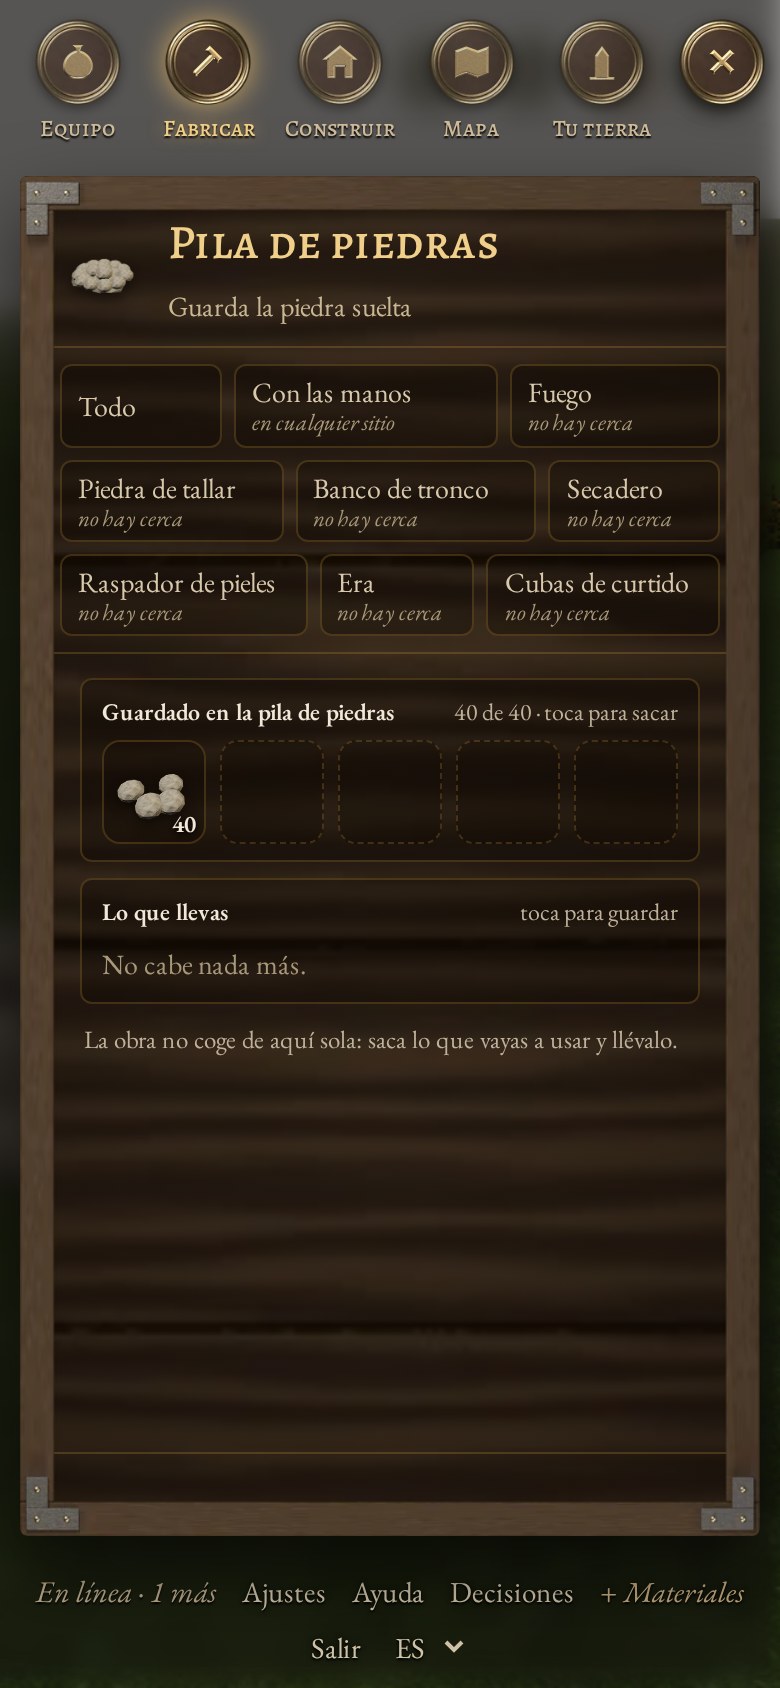 Equipo
Fabricar
Construir
Mapa
Tu tierra
Pila de piedras
Guarda la piedra suelta
Todo
Con las manos
en cualquier sitio
Fuego
no hay cerca
Piedra de tallar
no hay cerca
Banco de tronco
no hay cerca
Secadero
no hay cerca
Raspador de pieles
no hay cerca
Era
no hay cerca
Cubas de curtido
no hay cerca
Guardado en la pila de piedras
40 de 40 · toca para sacar
40
Lo que llevas
toca para guardar
No cabe nada más.
La obra no coge de aquí sola: saca lo que vayas a usar y llévalo.
En línea · 1 más
Ajustes
Ayuda
Decisiones
+ Materiales
Salir
ES